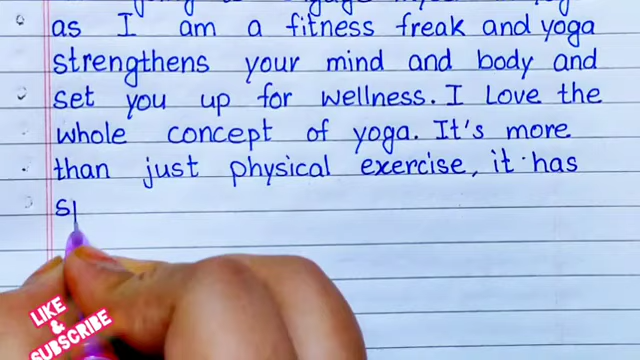 as I am a fitness freak and yoga
strengthens your mind and body and
set you up for wellness. I Love the
whole concept of yoga. It's more
than just physical exercise, it has
LIKE
&
SUBSCRIBE